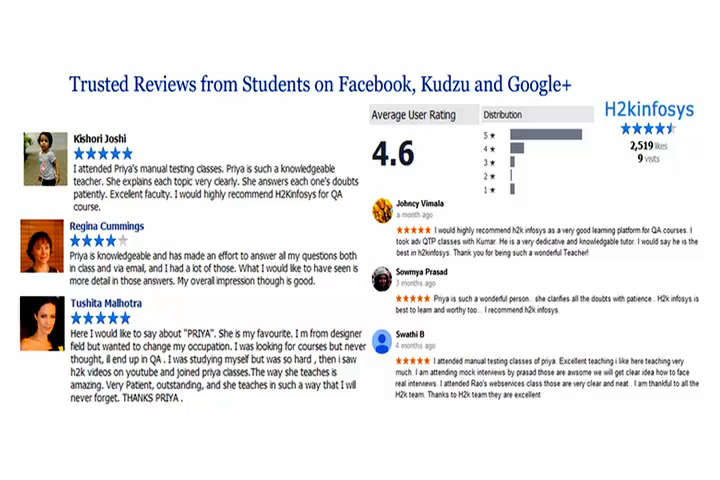 Trusted Reviews from Students on Facebook, Kudzu and Google+
Kishori Joshi
I attended Priya's manual testing classes. Priya is such a knowledgeable
teacher. She explains each topic very clearly. She answers each one's doubts
patiently. Excellent faculty. I would highly recommend H2Kinfosys for QA
course.
Regina Cummings
Priya is knowledgeable and has made an effort to answer all my questions both
in class and via email, and I had a lot of those. What I would like to have seen is
more detail in those answers. My overall impression though is good.
Tushita Malhotra
Here I would like to say about "PRIYA". She is my favourite. I m from designer
field but wanted to change my occupation. I was looking for courses but never
thought, il end up in QA . I was studying myself but was so hard , then i saw
h2k videos on youtube and joined priya classes.The way she teaches is
amazing. Very Patient, outstanding, and she teaches in such a way that I will
never forget. THANKS PRIYA .
Average User Rating
Distribution
4.6
5 ★
4 ★
3 ★
2 ★
1 ★
H2kinfosys
2,519 likes
9 visits
Johncy Vimala
a month ago
I would highly recommend h2k infosys as a very good learning platform for QA courses. I
took adv QTP classes with Kumar. He is a very dedicative and knowledgable tutor. I would say he is the
best in h2kinfosys. Thank you for being such a wonderful Teacher!
Sowmya Prasad
3 months ago
Priya is such a wonderful person.. she clarifies all the doubts with patience.. H2K infosys is
best to learn and worthy too... I recommend h2k infosys.
Swathi B
4 months ago
I attended manual testing classes of priya. Excellent teaching i like here teaching very
much. I am attending mock interviews by prasad those are awsome we will get clear idea how to face
real interviews. I attended Rao's webservices class those are very clear and neat . I am thankful to all the
H2k team. Thanks to H2k team they are excellent